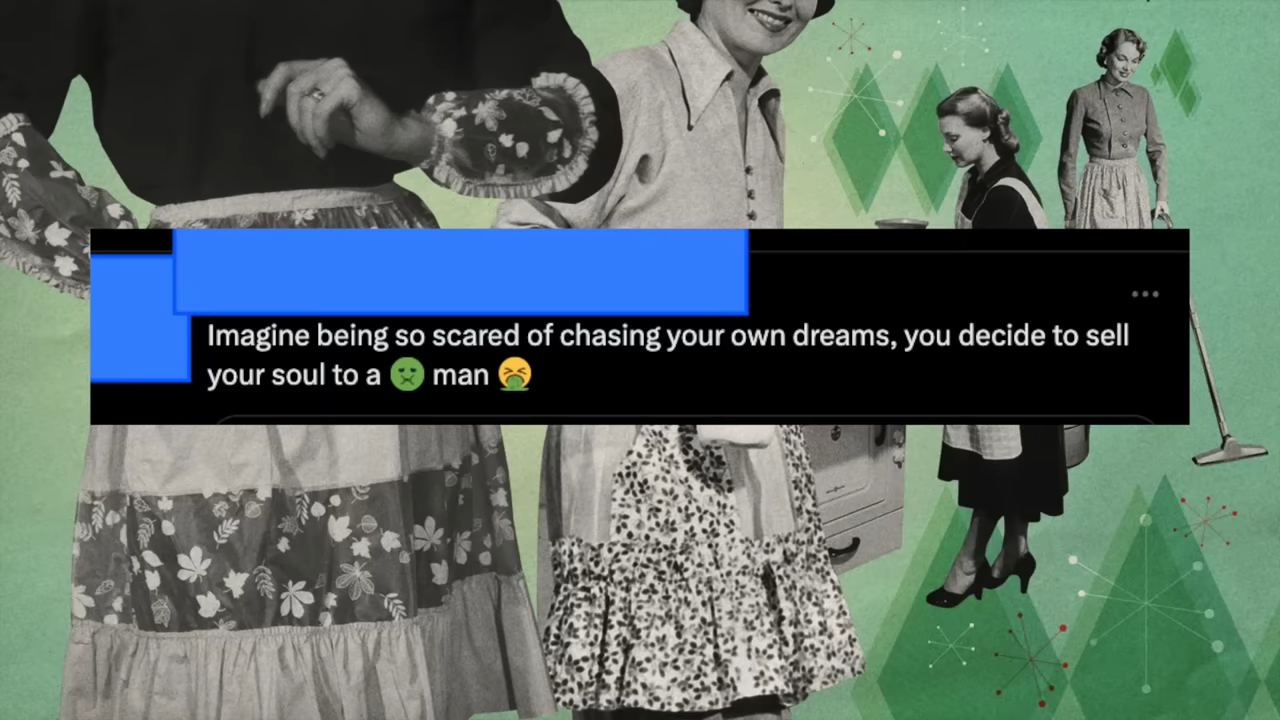 Imagine being so scared of chasing your own dreams, you decide to sell
your soul to a 🤢 man 🤮